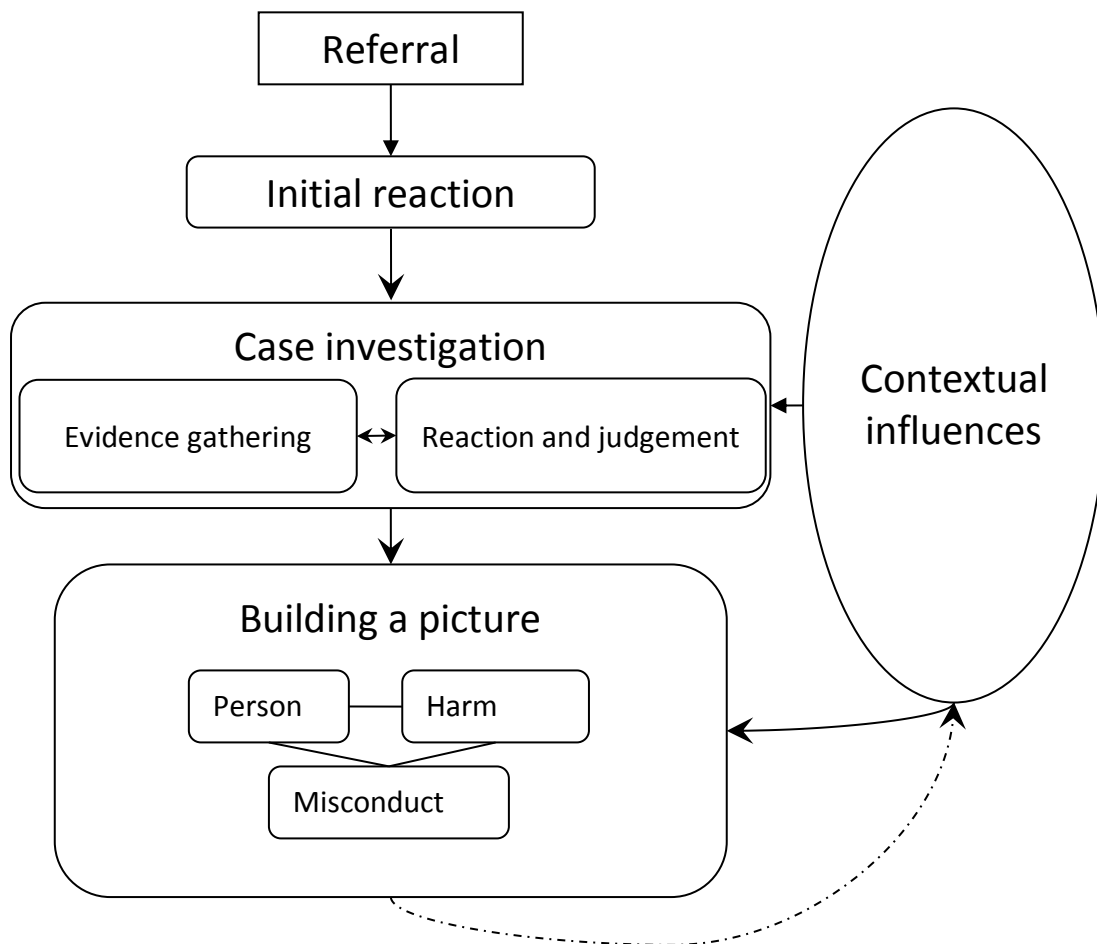 Referral
Initial reaction
Case investigation
Evidence gathering
Reaction and judgement
Contextual
influences
Building a picture
Person
Harm
Misconduct